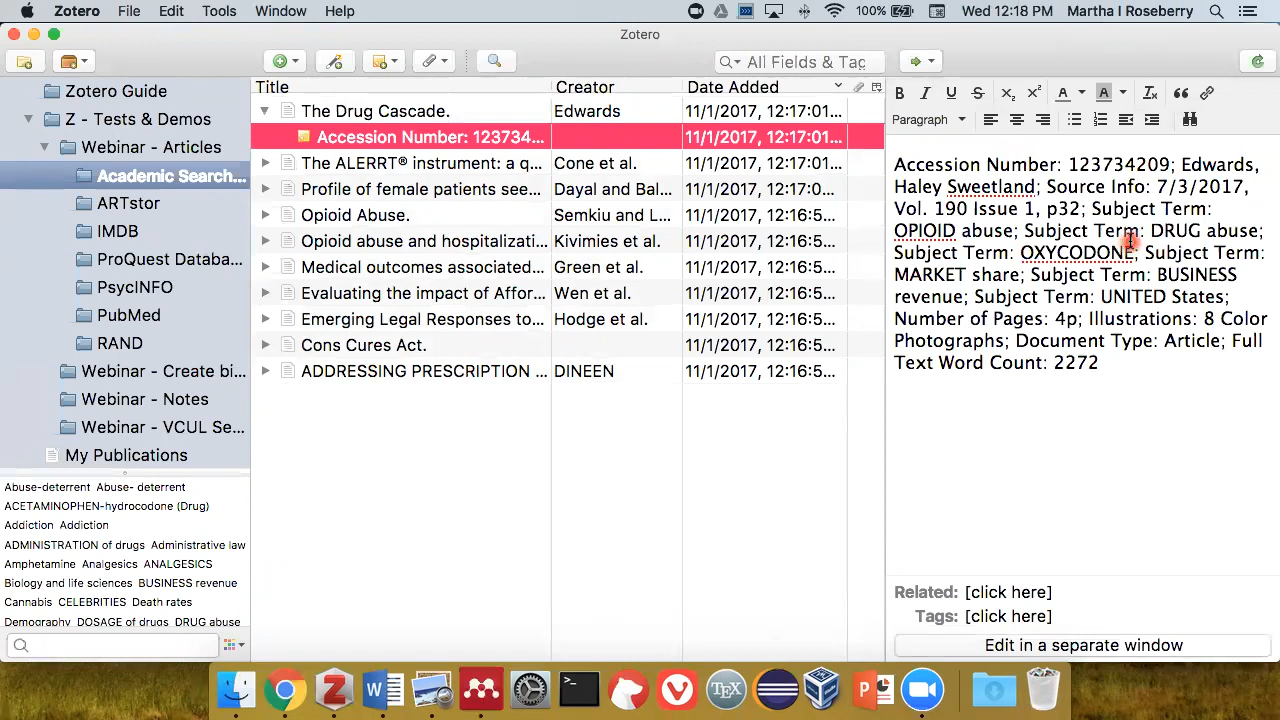 Zotero File Edit Tools Window Help 100% Wed 12:18 PM Martha I Roseberry
Zotero
All Fields & Tag
Zotero Guide
Z - Tests & Demos
Webinar - Articles
Academic Search...
ARTstor
IMDB
ProQuest Databa...
PsycINFO
PubMed
RAND
Webinar - Create bi...
Webinar - Notes
Webinar - VCUL Se...
My Publications
Abuse-deterrent Abuse- deterrent
ACETAMINOPHEN-hydrocodone (Drug)
Addiction Addiction
ADMINISTRATION of drugs Administrative law
Amphetamine Analgesics ANALGESICS
Biology and life sciences BUSINESS revenue
Cannabis CELEBRITIES Death rates
Demography DOSAGE of drugs DRUG abuse
Title Creator Date Added
The Drug Cascade. Edwards 11/1/2017, 12:17:01...
Accession Number: 123734... 11/1/2017, 12:17:01...
The ALERRT® instrument: a q... Cone et al. 11/1/2017, 12:17:01...
Profile of female patients see... Dayal and Bal... 11/1/2017, 12:17:0...
Opioid Abuse. Semkiu and L... 11/1/2017, 12:16:5...
Opioid abuse and hospitalizati... Kivimies et al. 11/1/2017, 12:16:5...
Medical outcomes associated... Green et al. 11/1/2017, 12:16:5...
Evaluating the impact of Affor... Wen et al. 11/1/2017, 12:16:5...
Emerging Legal Responses to... Hodge et al. 11/1/2017, 12:16:5...
Cons Cures Act. 11/1/2017, 12:16:5...
ADDRESSING PRESCRIPTION ... DINEEN 11/1/2017, 12:16:5...
B I U S X2 X2 A A Tx
Paragraph
Accession Number: 123734209; Edwards,
Haley Sweetland; Source Info: 7/3/2017,
Vol. 190 Issue 1, p32; Subject Term:
OPIOID abuse; Subject Term: DRUG abuse;
Subject Term: OXYCODONE; Subject Term:
MARKET share; Subject Term: BUSINESS
revenue; Subject Term: UNITED States;
Number of Pages: 4p; Illustrations: 8 Color
Photographs; Document Type: Article; Full
Text Word Count: 2272
Related: [click here]
Tags: [click here]
Edit in a separate window